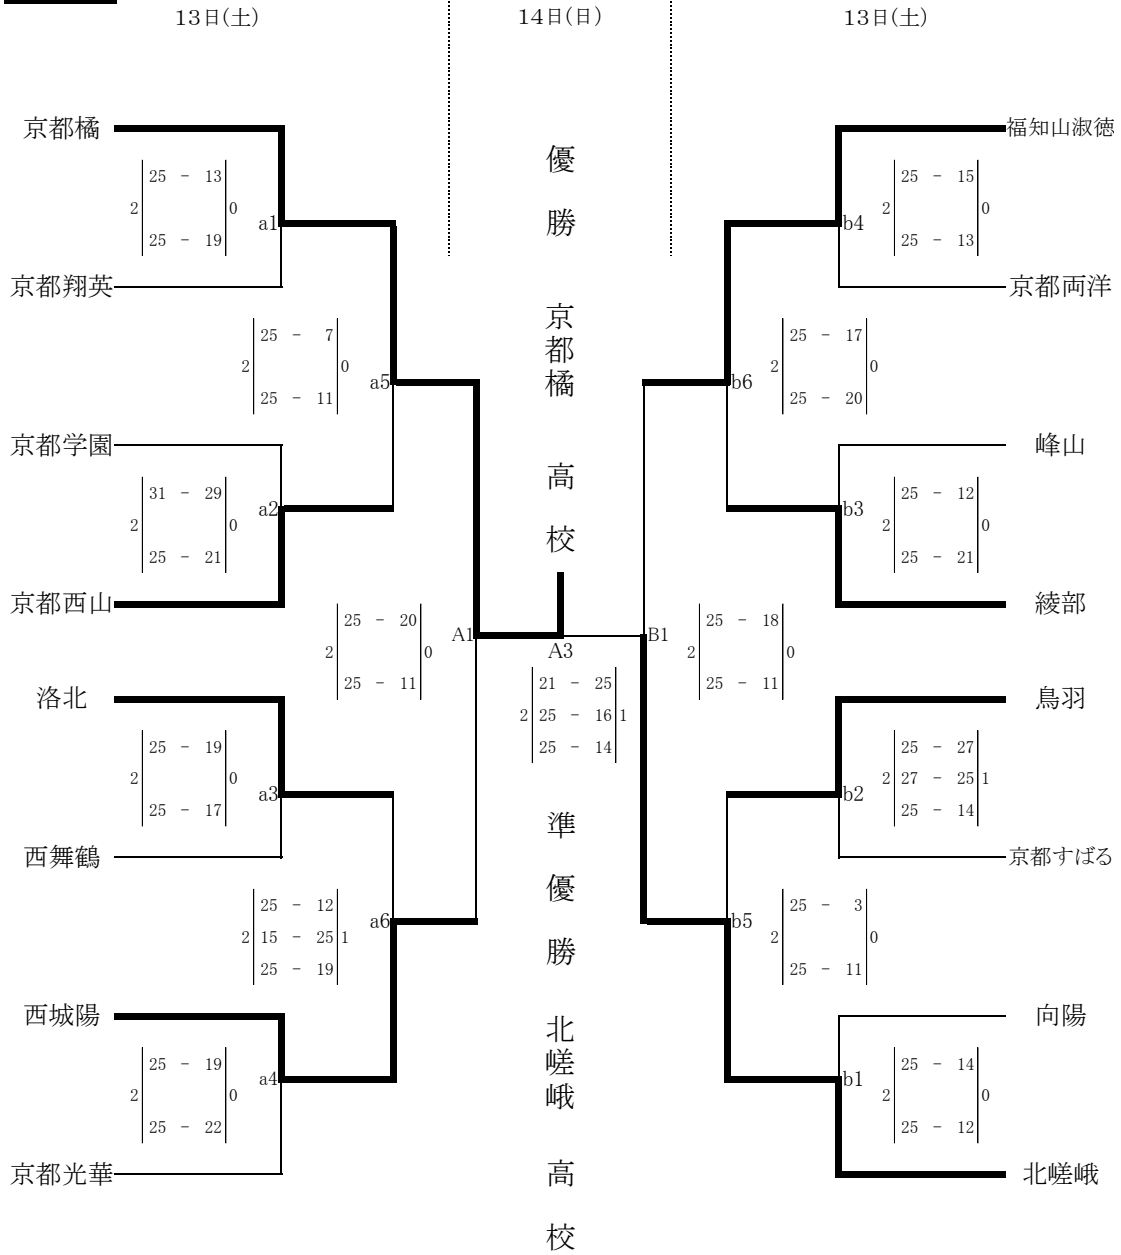 13日(土)
14日(日)
13日(土)
京都橘
25 - 13
2 0
25 - 19
a1
京都翔英
25 - 7
2 0
25 - 11
a5
京都学園
31 - 29
2 0
25 - 21
a2
京都西山
25 - 20
2 0
25 - 11
A1
洛北
25 - 19
2 0
25 - 17
a3
西舞鶴
25 - 12
2 15 - 25 1
25 - 19
a6
西城陽
25 - 19
2 0
25 - 22
a4
京都光華
優勝 京都橘 高校
A3
21 - 25
2 25 - 16 1
25 - 14
準優勝 北嵯峨 高校
福知山淑徳
25 - 15
2 0
25 - 13
b4
京都両洋
25 - 17
2 0
25 - 20
b6
峰山
25 - 12
2 0
25 - 21
b3
綾部
25 - 18
2 0
25 - 11
B1
鳥羽
25 - 27
2 27 - 25 1
25 - 14
b2
京都すばる
25 - 3
2 0
25 - 11
b5
向陽
25 - 14
2 0
25 - 12
b1
北嵯峨